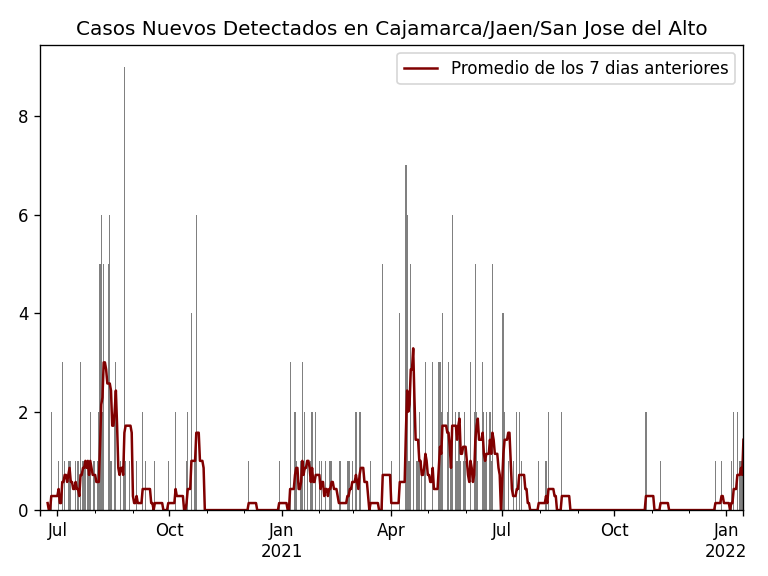 Casos Nuevos Detectados en Cajamarca/Jaen/San Jose del Alto
Promedio de los 7 dias anteriores
8
6
4
2
0
Jul
Oct
Jan
2021
Apr
Jul
Oct
Jan
2022